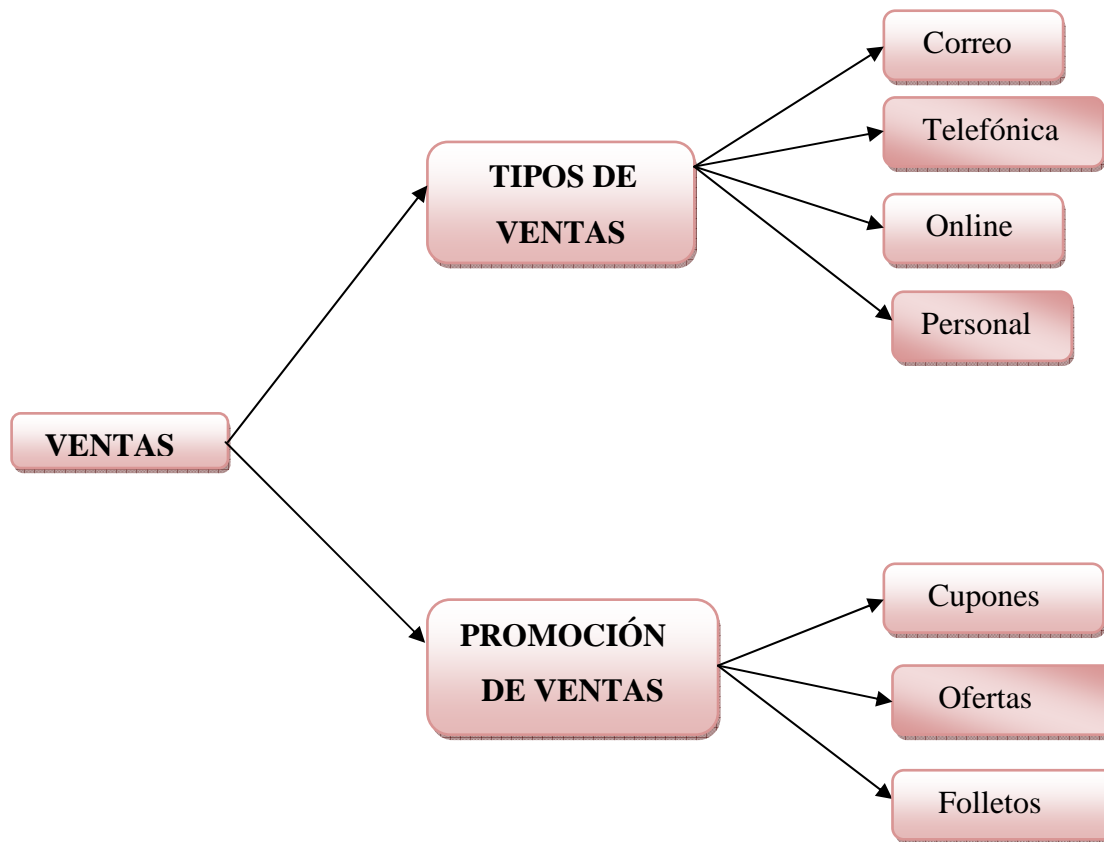 VENTAS
TIPOS DE
VENTAS
Correo
Telefónica
Online
Personal
PROMOCIÓN
DE VENTAS
Cupones
Ofertas
Folletos